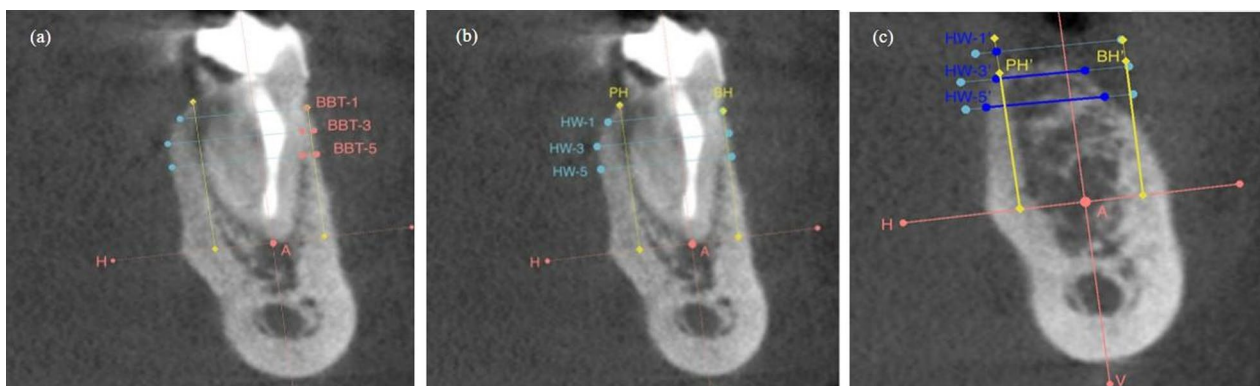 (a)
BBT-1
BBT-3
BBT-5
A
H
(b)
PH
BH
HW-1
HW-3
HW-5
A
H
(c)
HW-1'
PH'
BH'
HW-3'
HW-5'
A
H
V